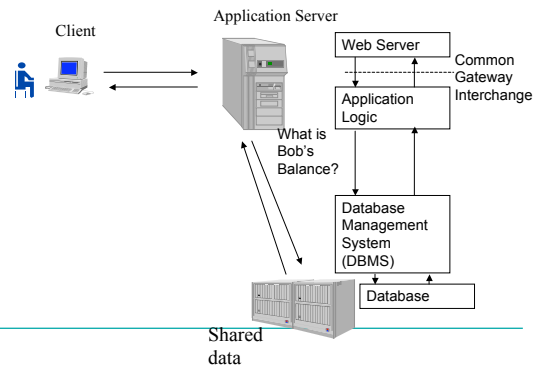 Application Server
Client
Web Server
Common
Gateway
Interchange
Application
Logic
What is
Bob's
Balance?
Database
Management
System
(DBMS)
Database
Shared
data